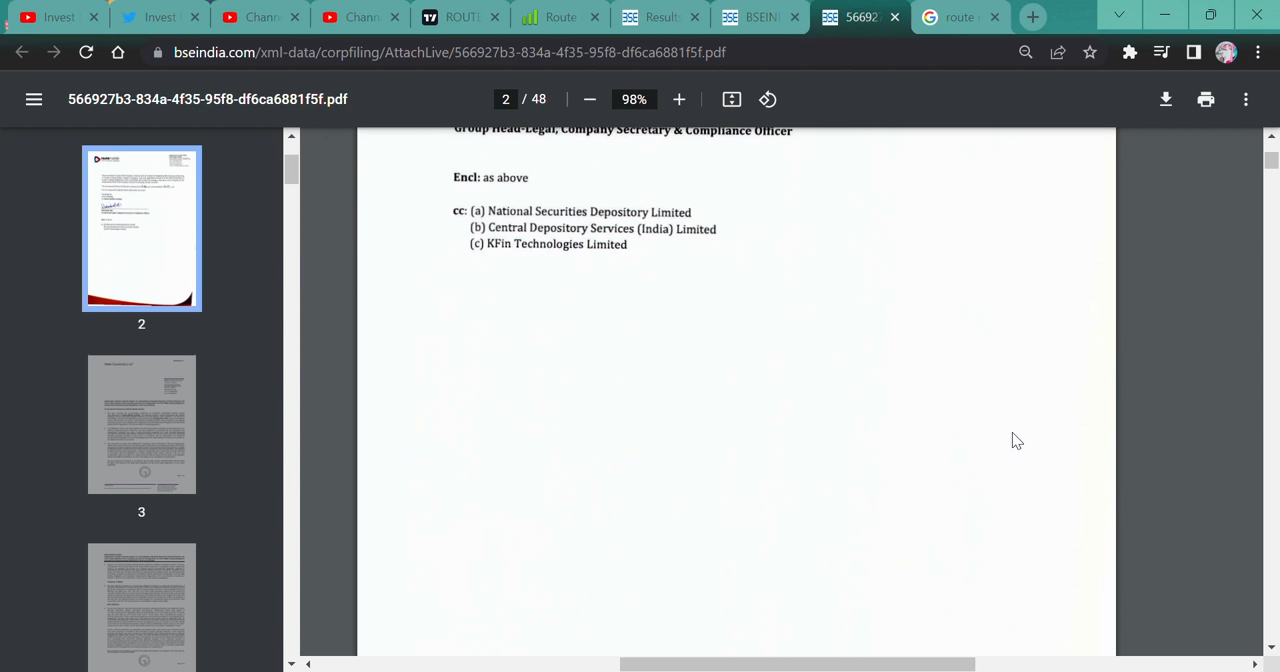 Invest
Invest
Chann
Chann
ROUT
Route
Results
BSEIN
56692
route
bseindia.com/xml-data/corpfiling/AttachLive/566927b3-834a-4f35-95f8-df6ca6881f5f.pdf
566927b3-834a-4f35-95f8-df6ca6881f5f.pdf
2 / 48
98%
2
3
Group Head-Legal, Company Secretary & Compliance Officer
Encl: as above
cc: (a) National Securities Depository Limited
(b) Central Depository Services (India) Limited
(c) KFin Technologies Limited